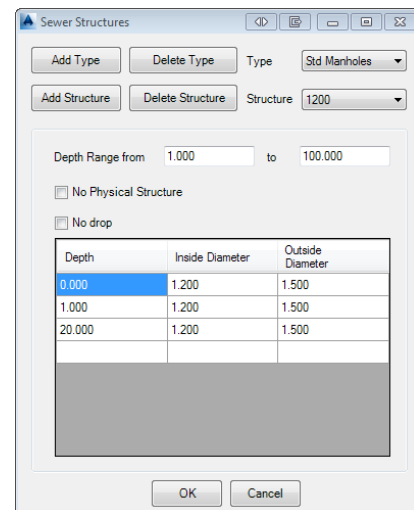 Sewer Structures
Add Type Delete Type Type Std Manholes
Add Structure Delete Structure Structure 1200
Depth Range from 1.000 to 100.000
No Physical Structure
No drop
Depth Inside Diameter Outside Diameter
0.000 1.200 1.500
1.000 1.200 1.500
20.000 1.200 1.500
OK Cancel